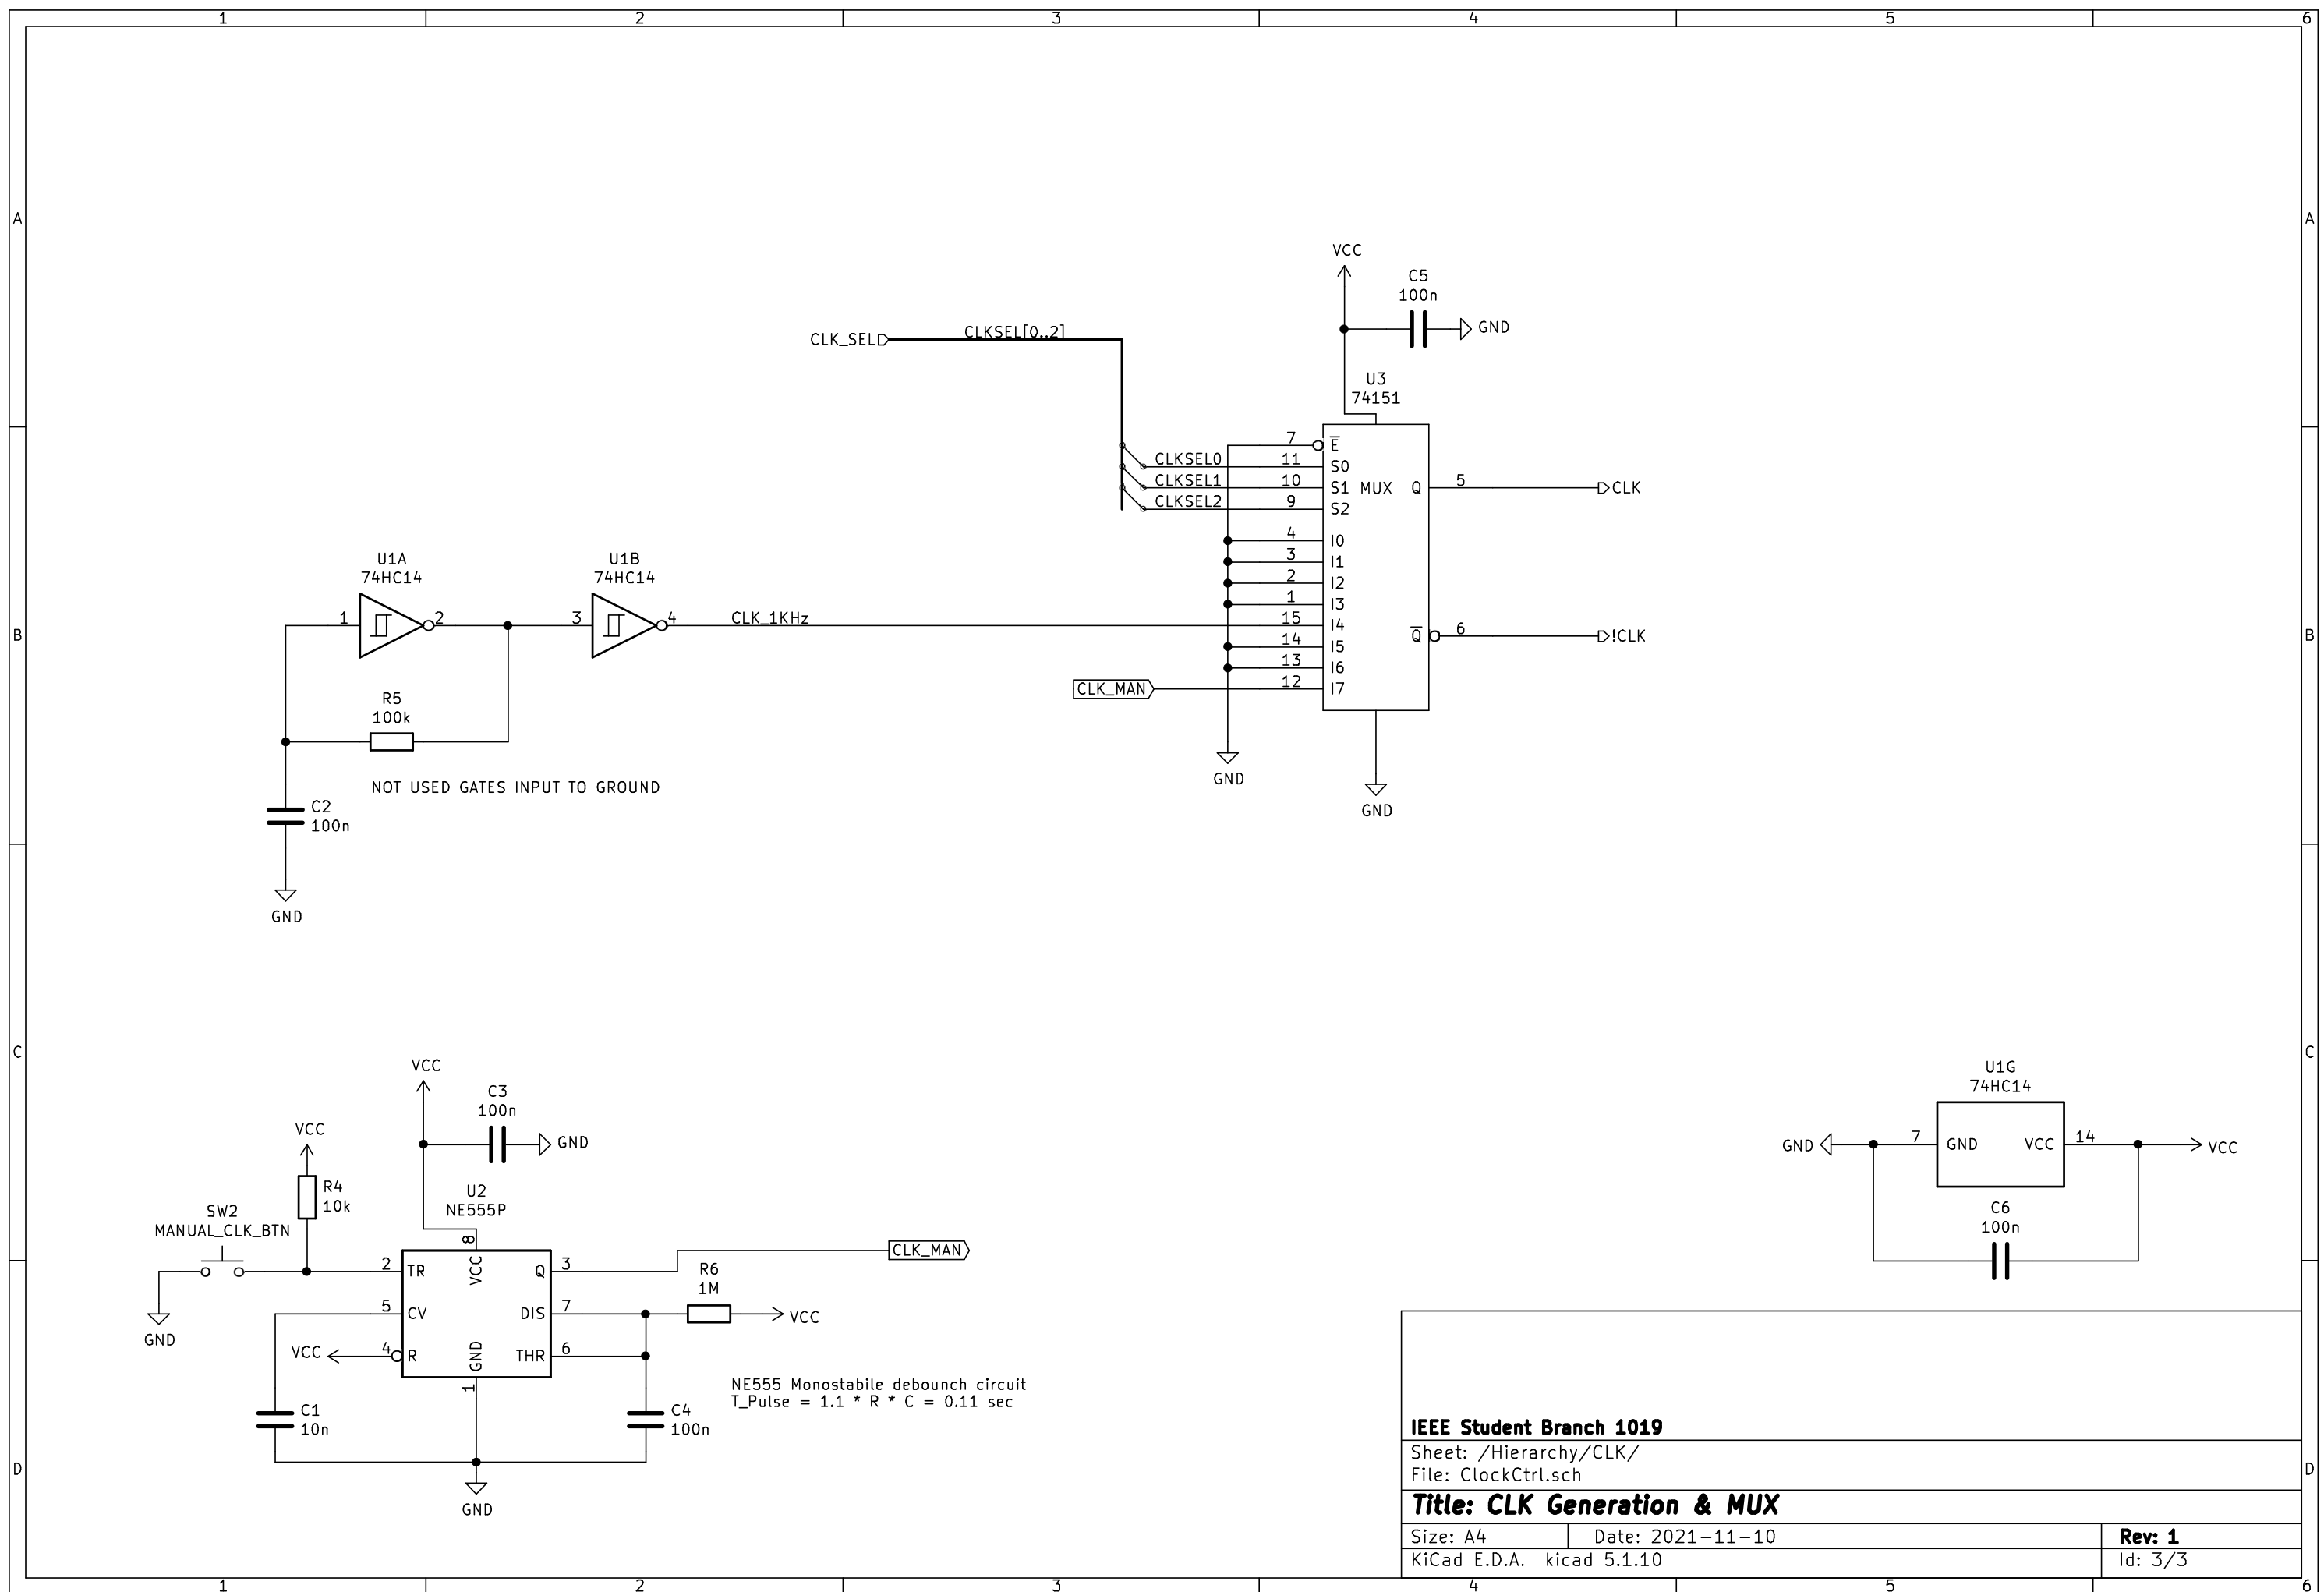 1 2 3 4 5 6
A A
VCC
C5
100n
GND
CLK_SEL
CLKSEL[0..2]
U3
74151
7 E
CLKSEL0 11 S0
CLKSEL1 10 S1 MUX Q 5 CLK
CLKSEL2 9 S2
4 I0
3 I1
2 I2
1 I3
15 I4
14 I5
13 I6
12 I7
Q 6 !CLK
U1A
74HC14
1 2
U1B
74HC14
3 4
CLK_1KHz
B B
CLK_MAN
R5
100k
GND
GND
NOT USED GATES INPUT TO GROUND
C2
100n
GND
C C
VCC
C3
100n
GND
VCC
R4
10k
U2
NE555P
SW2
MANUAL_CLK_BTN
GND
8 VCC
2 TR
5 CV
VCC 4 R
GND 1
Q 3
DIS 7
THR 6
CLK_MAN
R6
1M
VCC
NE555 Monostabile debounch circuit
T_Pulse = 1.1 * R * C = 0.11 sec
C1
10n
C4
100n
GND
U1G
74HC14
GND 7 GND VCC 14 VCC
C6
100n
IEEE Student Branch 1019
Sheet: /Hierarchy/CLK/
File: ClockCtrl.sch
D D
Title: CLK Generation & MUX
Size: A4 Date: 2021-11-10 Rev: 1
KiCad E.D.A. kicad 5.1.10 Id: 3/3
1 2 3 4 5 6